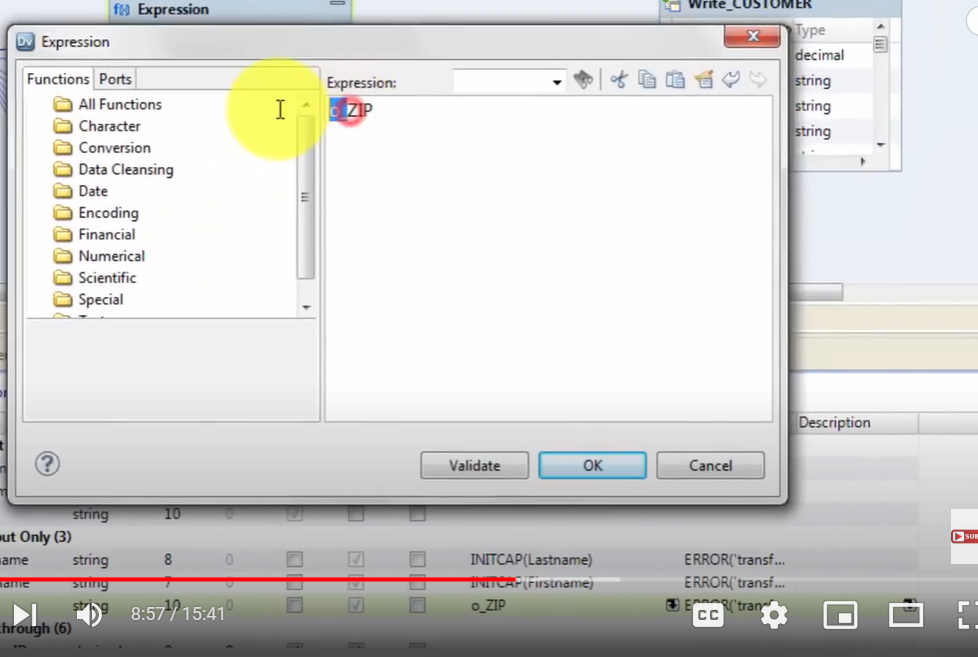 f(x) Expression
Write_CUSTOMER
Dv Expression
Type
Functions
Ports
Expression:
decimal
string
string
string
o_ZIP
All Functions
Character
Conversion
Data Cleansing
Date
Encoding
Financial
Numerical
Scientific
Special
Description
?
Validate
OK
Cancel
string 10 0
Only (3)
string 8 0 INITCAP(Lastname) ERROR('transf...
string 7 0 INITCAP(Firstname) ERROR('transf...
string 10 0 o_ZIP ERROR('transf...
8:57 / 15:41
CC
(6)